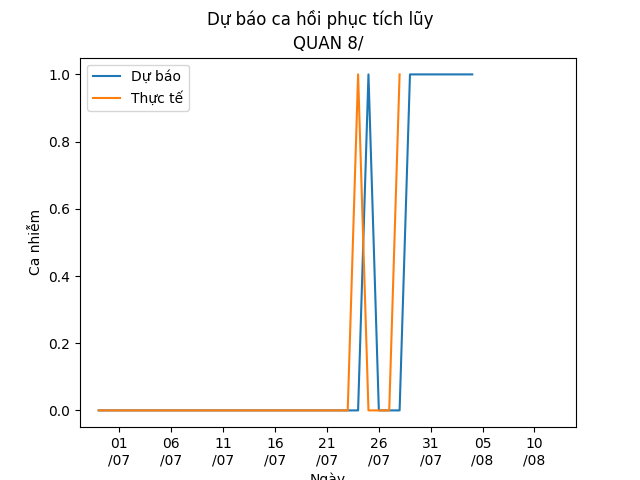 Dự báo ca hồi phục tích lũy
QUAN 8/
Dự báo
Thực tế
Ca nhiễm
1.0
0.8
0.6
0.4
0.2
0.0
01 06 11 16 21 26 31 05 10
/07 /07 /07 /07 /07 /07 /07 /08 /08
Ngày